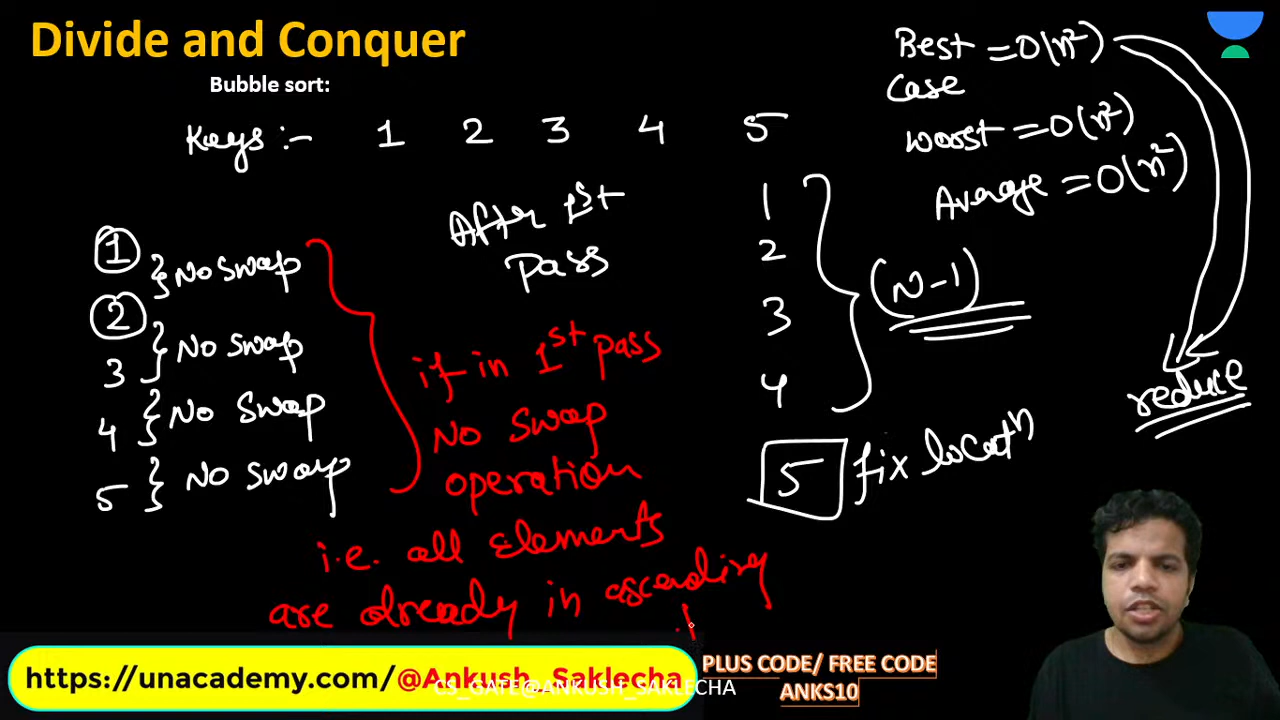 Divide and Conquer
Bubble sort:
Keys :- 1 2 3 4 5
Best = O(n²)
Case
Worst = O(n²)
Average = O(n²)
reduce
After 1st
Pass
1
2
3
4
5 fix locatⁿ
(N-1)
1
2
3
4
5
} No Swap
} No Swap
} No Swap
} No Swap
if in 1st pass
No Swap
operation
i.e. all Elements
are already in ascending
https://unacademy.com/@Ankush_Saklecha
CS_GATE@ANKUSH_SAKLECHA
PLUS CODE/ FREE CODE
ANKS10